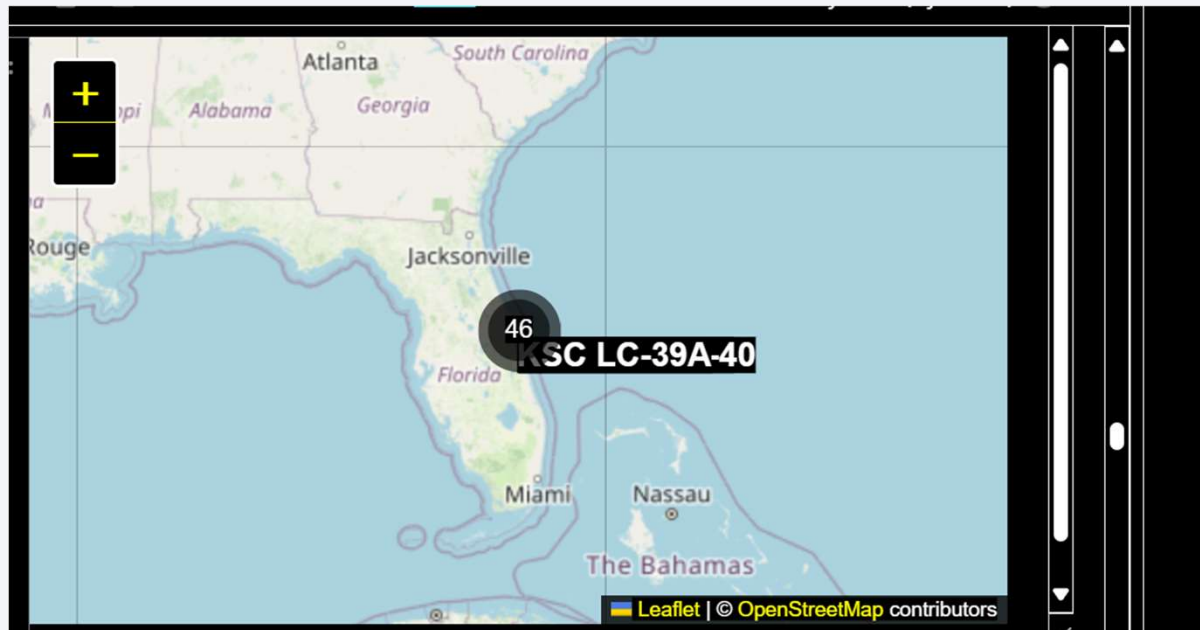 Atlanta
South Carolina
+
Alabama
Georgia
−
Rouge
Jacksonville
46
KSC LC-39A-40
Florida
Miami
Nassau
The Bahamas
Leaflet | © OpenStreetMap contributors